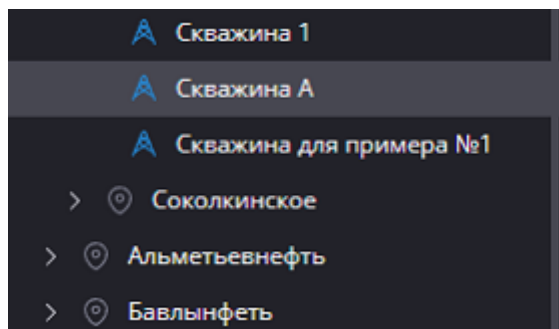 Скважина 1
Скважина А
Скважина для примера №1
Соколкинское
Альметьевнефть
Бавлынфеть